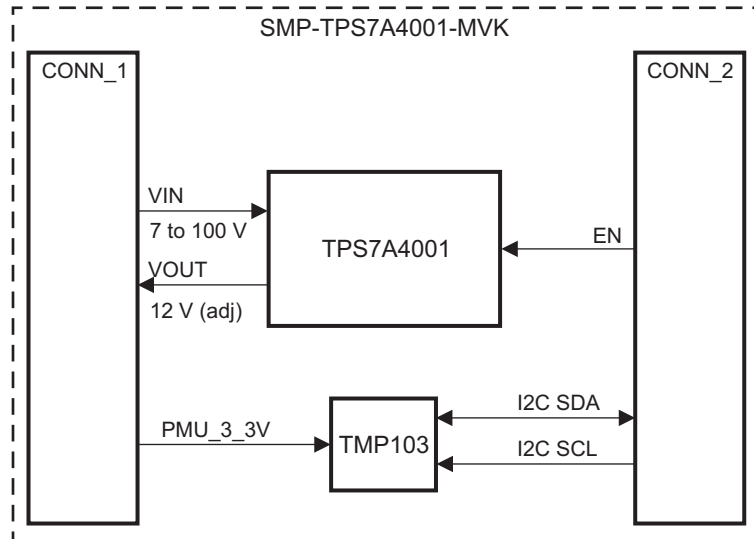 SMP-TPS7A4001-MVK
CONN_1
CONN_2
VIN
7 to 100 V
TPS7A4001
EN
VOUT
12 V (adj)
I2C SDA
PMU_3_3V
TMP103
I2C SCL